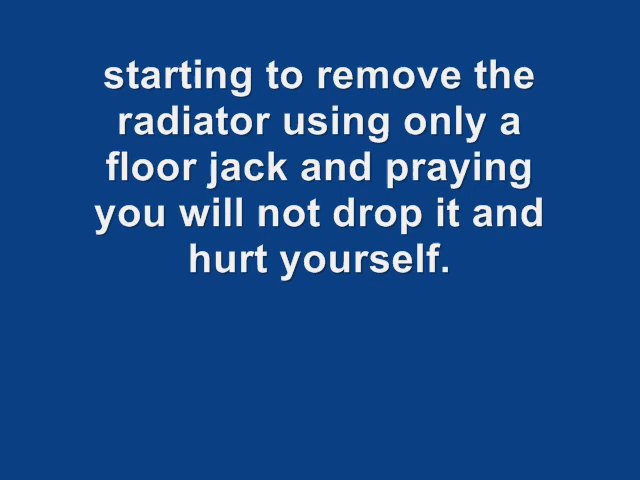 starting to remove the
radiator using only a
floor jack and praying
you will not drop it and
hurt yourself.